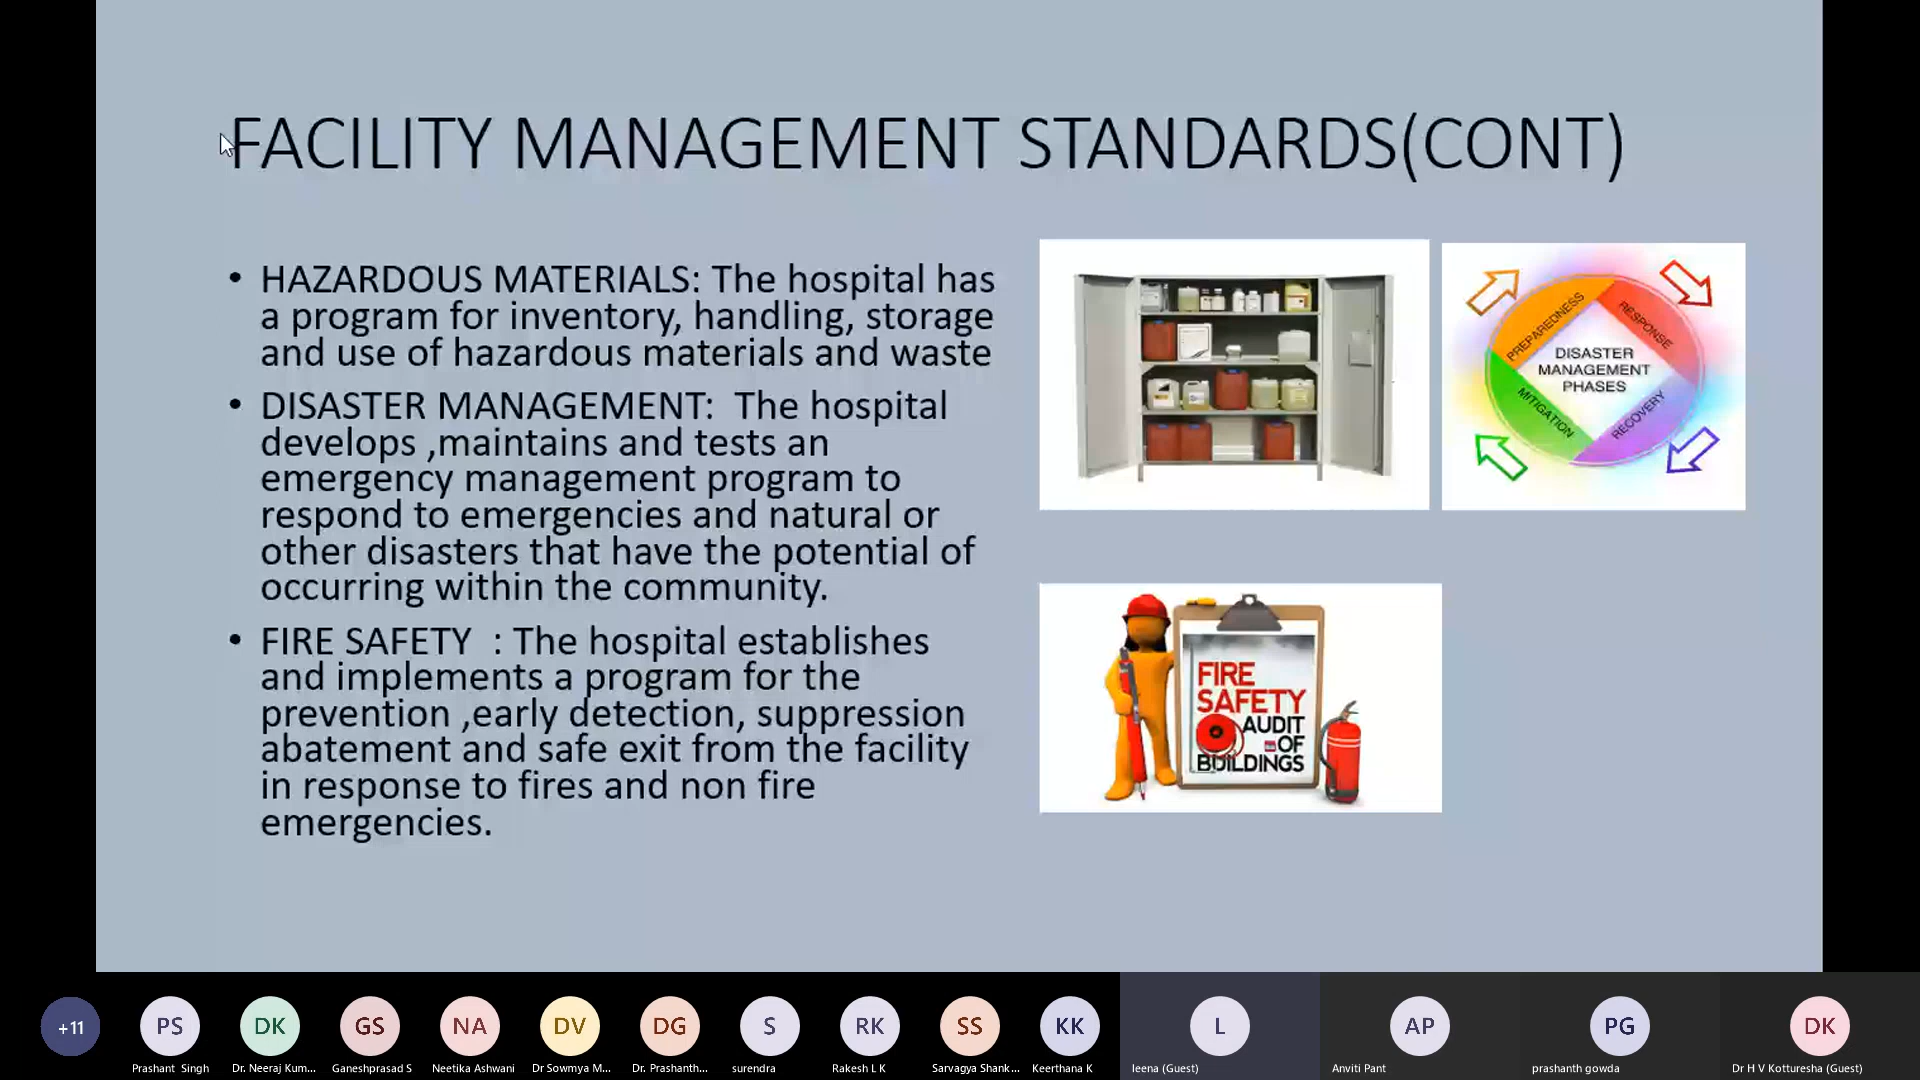 FACILITY MANAGEMENT STANDARDS(CONT)
• HAZARDOUS MATERIALS: The hospital has
a program for inventory, handling, storage
and use of hazardous materials and waste
• DISASTER MANAGEMENT:  The hospital
develops ,maintains and tests an
emergency management program to
respond to emergencies and natural or
other disasters that have the potential of
occurring within the community.
• FIRE SAFETY  : The hospital establishes
and implements a program for the
prevention ,early detection, suppression
abatement and safe exit from the facility
in response to fires and non fire
emergencies.
PREPAREDNESS
RESPONSE
DISASTER
MANAGEMENT
PHASES
MITIGATION
RECOVERY
FIRE
SAFETY
AUDIT
OF
BUILDINGS
+11
PS
DK
GS
NA
DV
DG
S
RK
SS
KK
L
AP
PG
DK
Prashant Singh
Dr. Neeraj Kum...
Ganeshprasad S
Neetika Ashwani
Dr Sowmya M...
Dr. Prashanth...
surendra
Rakesh L K
Sarvagya Shank...
Keerthana K
leena (Guest)
Anviti Pant
prashanth gowda
Dr H V Kotturesha (Guest)